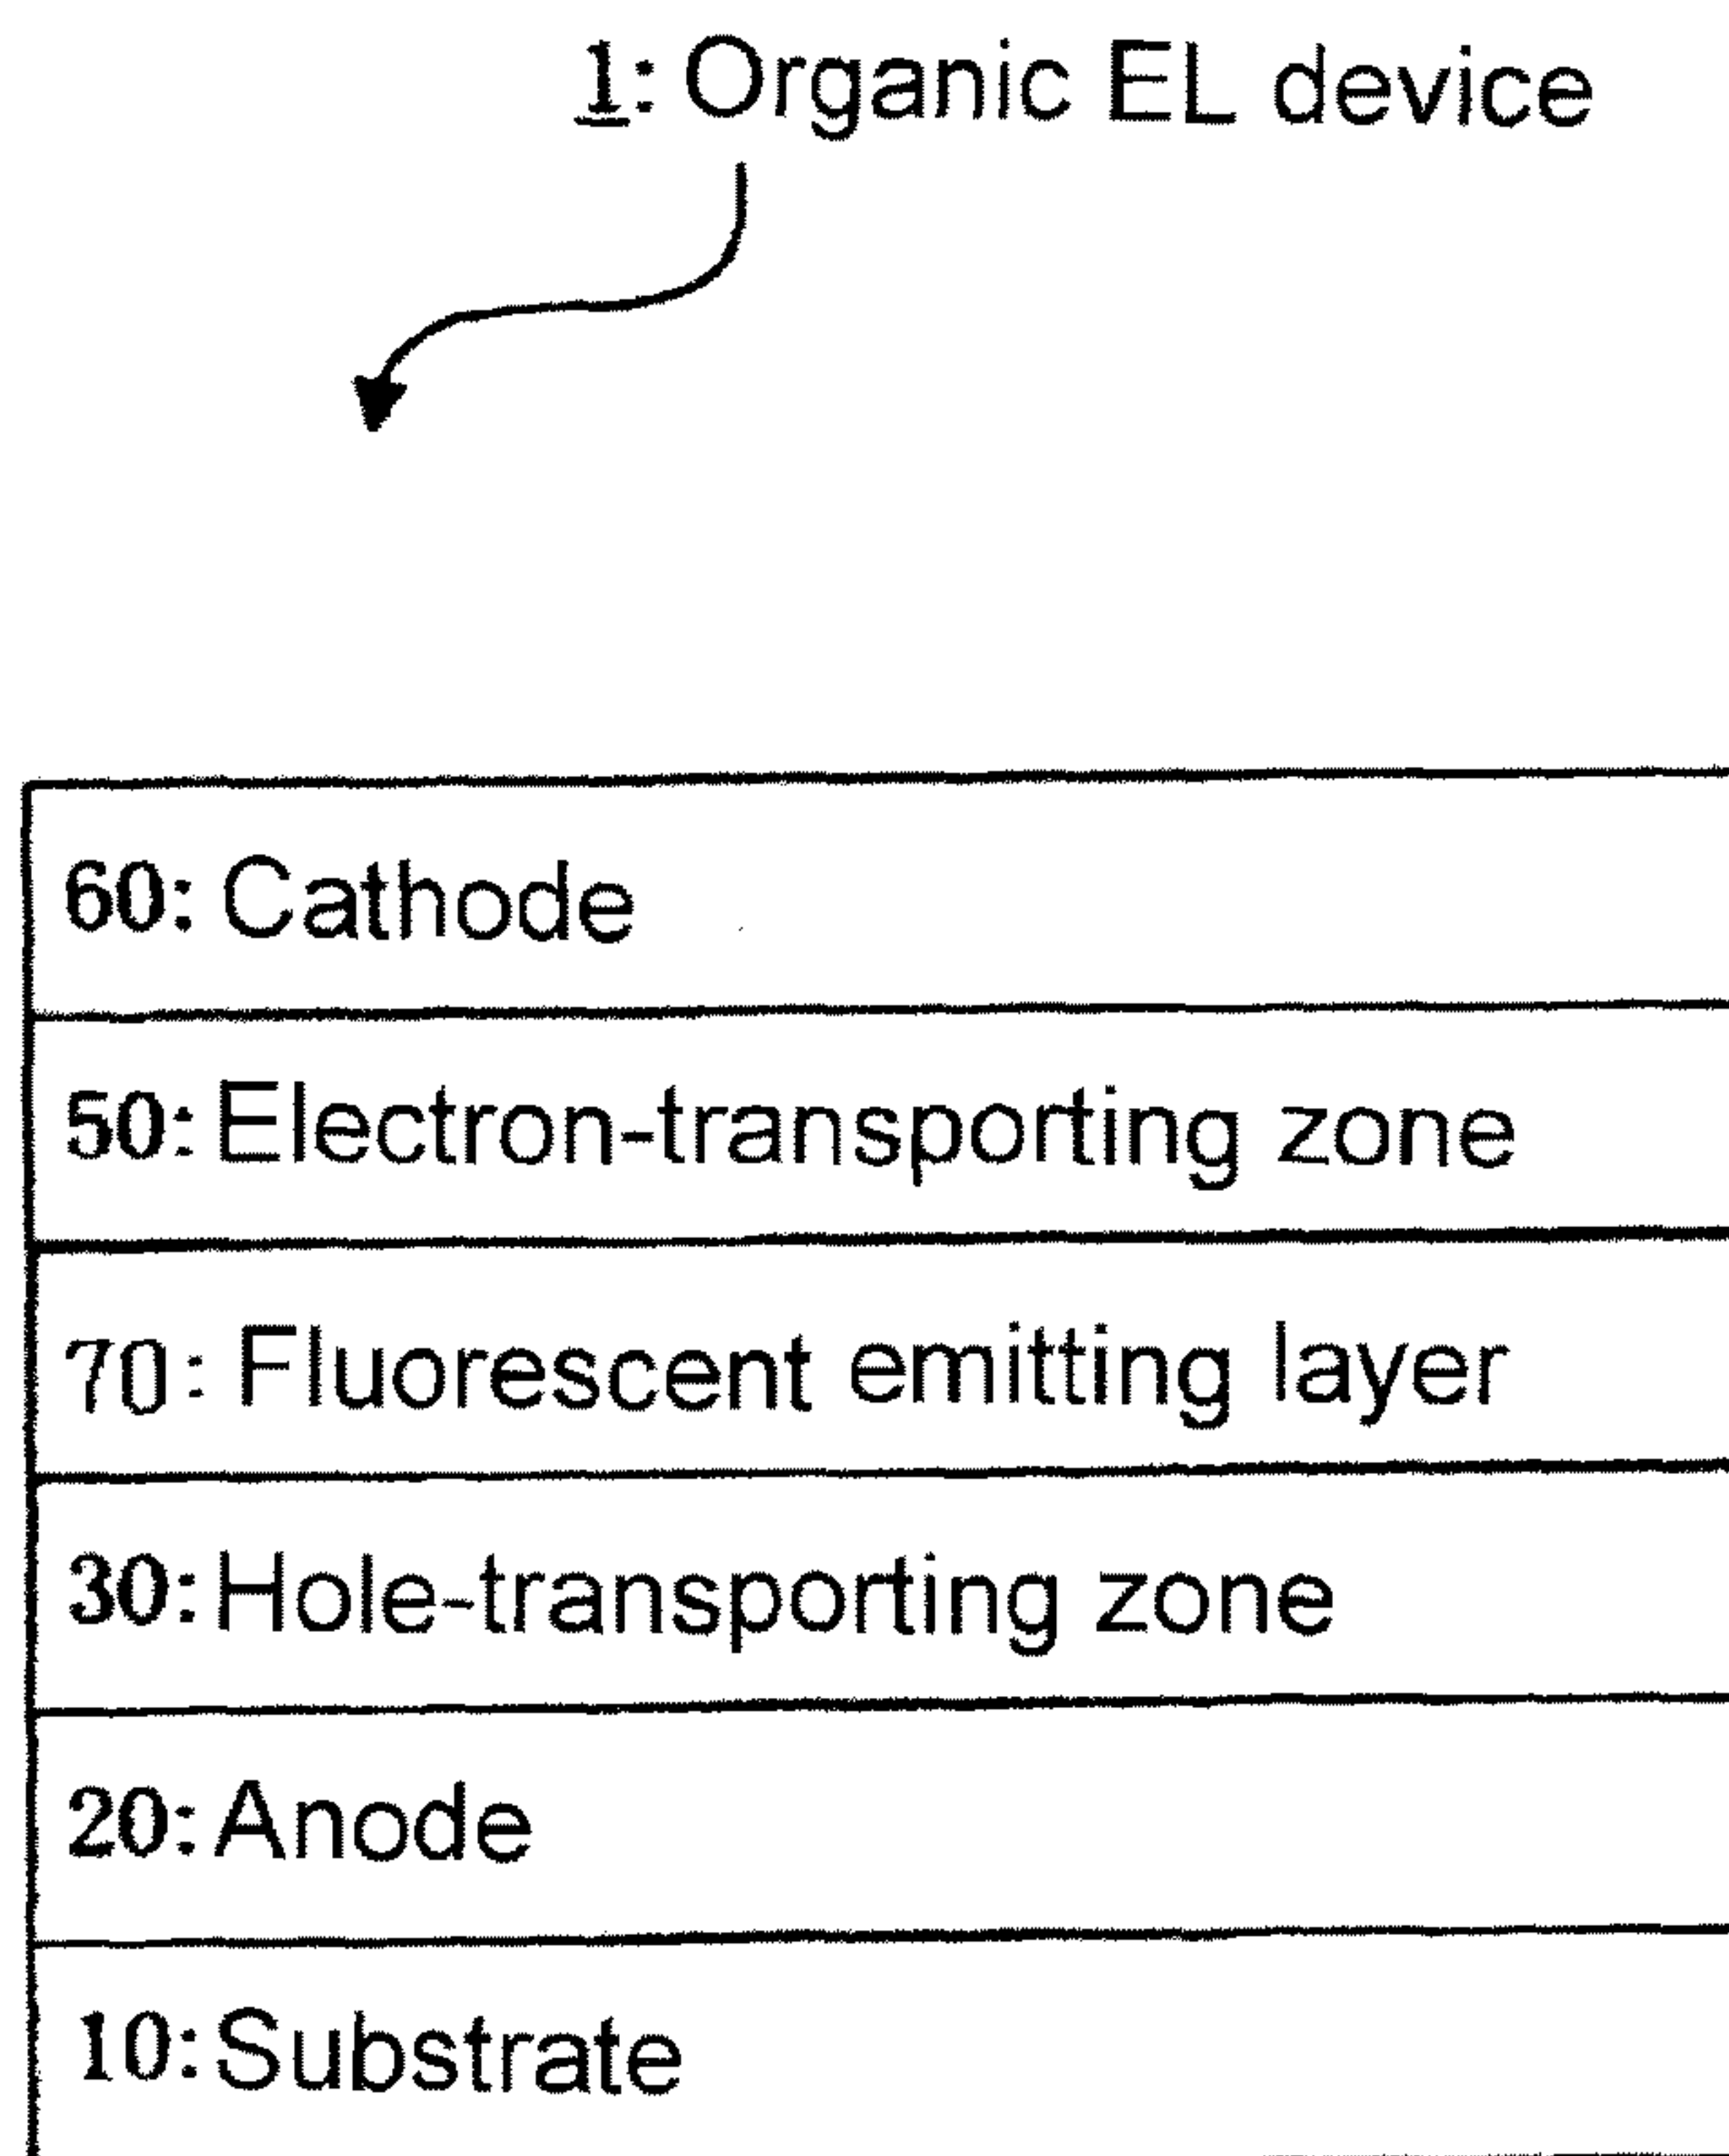 1: Organic EL device
60: Cathode
50: Electron-transporting zone
70: Fluorescent emitting layer
30: Hole-transporting zone
20: Anode
10: Substrate